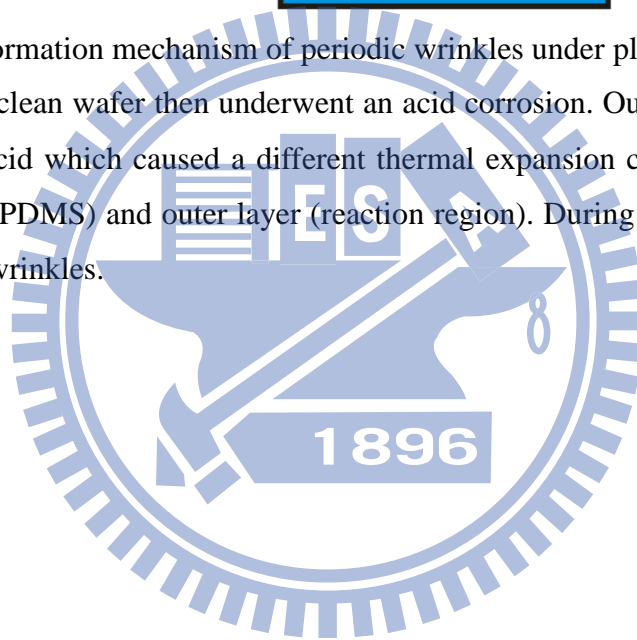 ormation mechanism of periodic wrinkles under pl
clean wafer then underwent an acid corrosion. Ou
cid which caused a different thermal expansion c
PDMS) and outer layer (reaction region). During
wrinkles.
E S A
8
1896